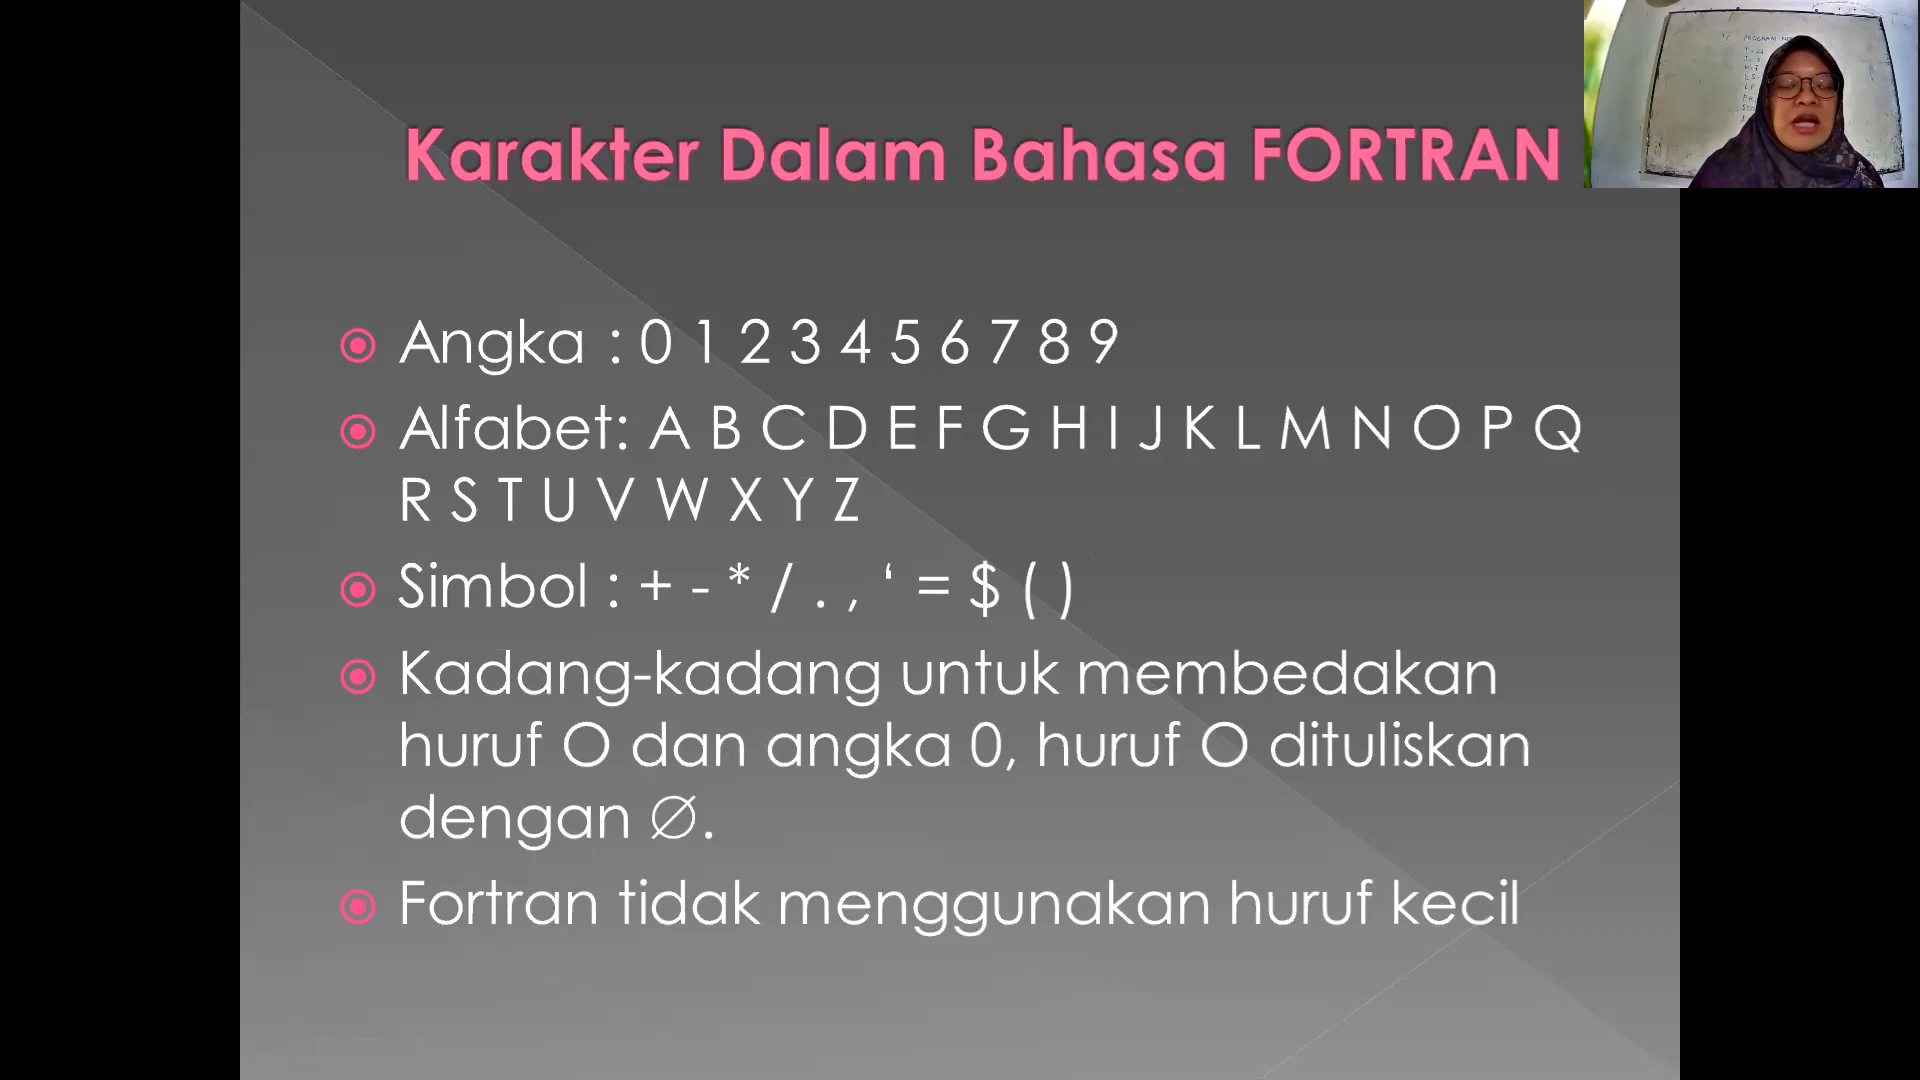 Karakter Dalam Bahasa FORTRAN
Angka : 0 1 2 3 4 5 6 7 8 9
Alfabet: A B C D E F G H I J K L M N O P Q
R S T U V W X Y Z
Simbol : + - * / . , ‘ = $ ( )
Kadang-kadang untuk membedakan
huruf O dan angka 0, huruf O dituliskan
dengan ∅.
Fortran tidak menggunakan huruf kecil
PROGRAM